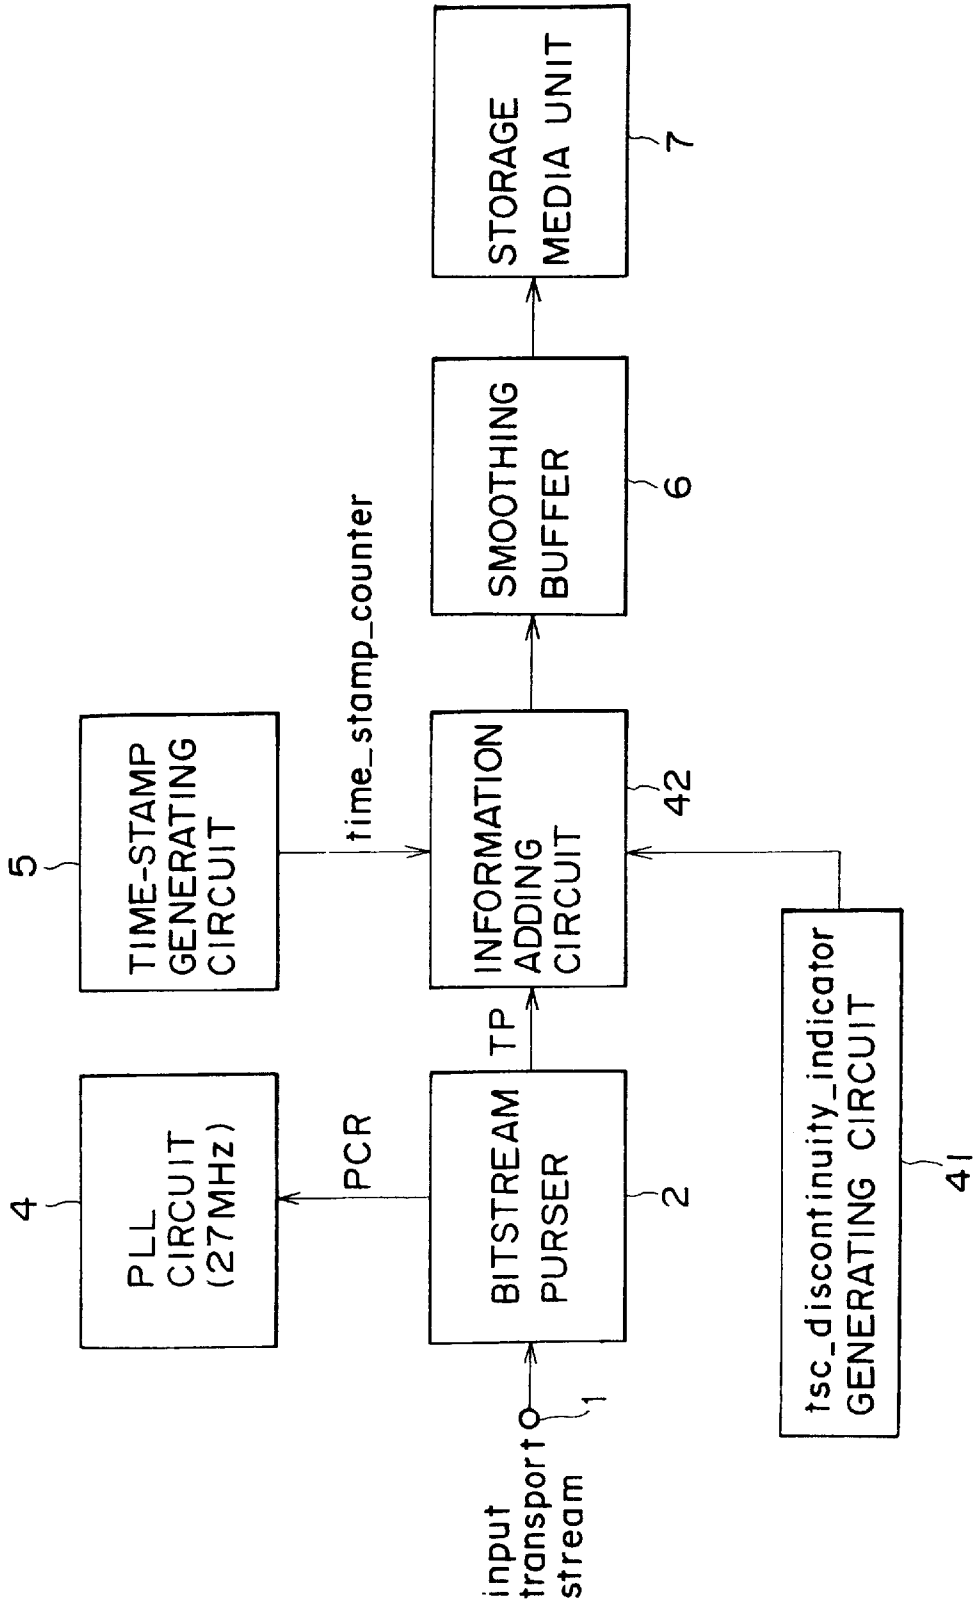 4
PLL
CIRCUIT
(27MHz)
5
TIME-STAMP
GENERATING
CIRCUIT
PCR
time_stamp_counter
input
transport
stream
1
BITSTREAM
PURSER
2
TP
INFORMATION
ADDING
CIRCUIT
42
SMOOTHING
BUFFER
6
STORAGE
MEDIA UNIT
7
tsc_discontinuity_indicator
GENERATING CIRCUIT
41